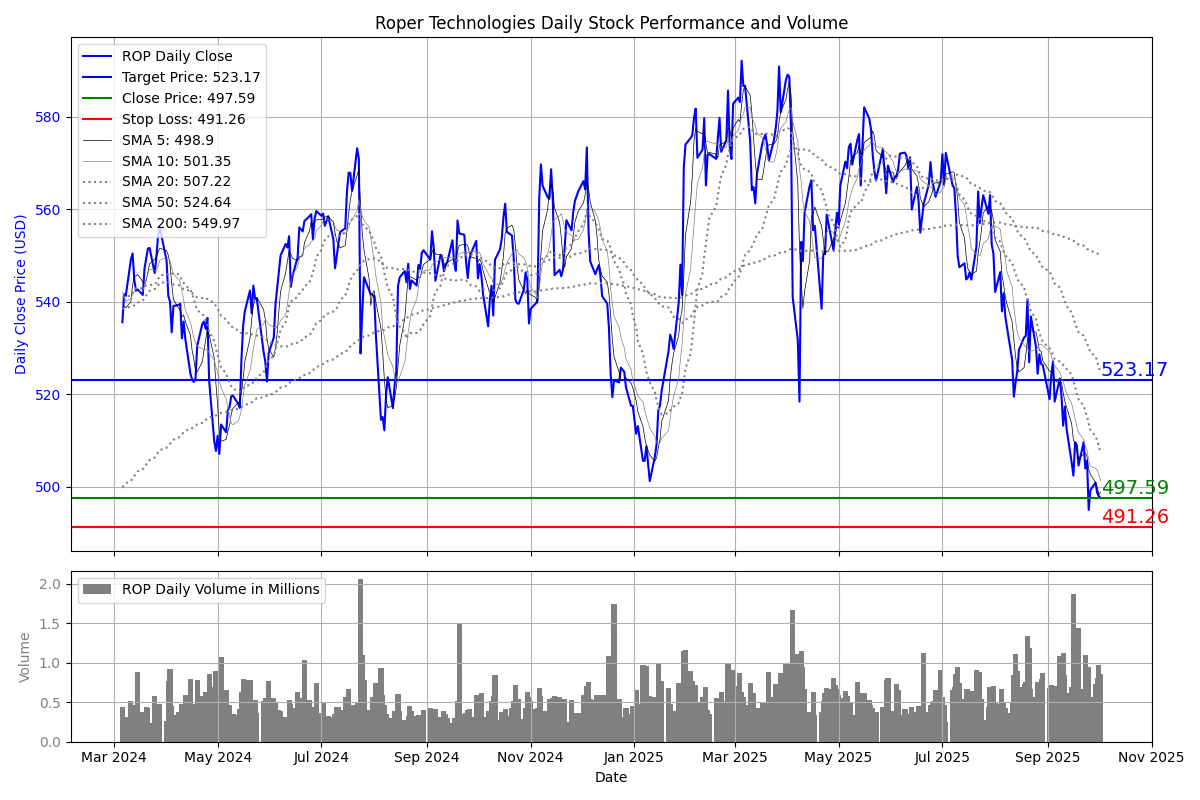 Roper Technologies Daily Stock Performance and Volume
ROP Daily Close
Target Price: 523.17
Close Price: 497.59
Stop Loss: 491.26
SMA 5: 498.9
SMA 10: 501.35
SMA 20: 507.22
SMA 50: 524.64
SMA 200: 549.97
Daily Close Price (USD)
580
560
540
520
500
523.17
497.59
491.26
ROP Daily Volume in Millions
Volume
2.0
1.5
1.0
0.5
0.0
Mar 2024 May 2024 Jul 2024 Sep 2024 Nov 2024 Jan 2025 Mar 2025 May 2025 Jul 2025 Sep 2025 Nov 2025
Date